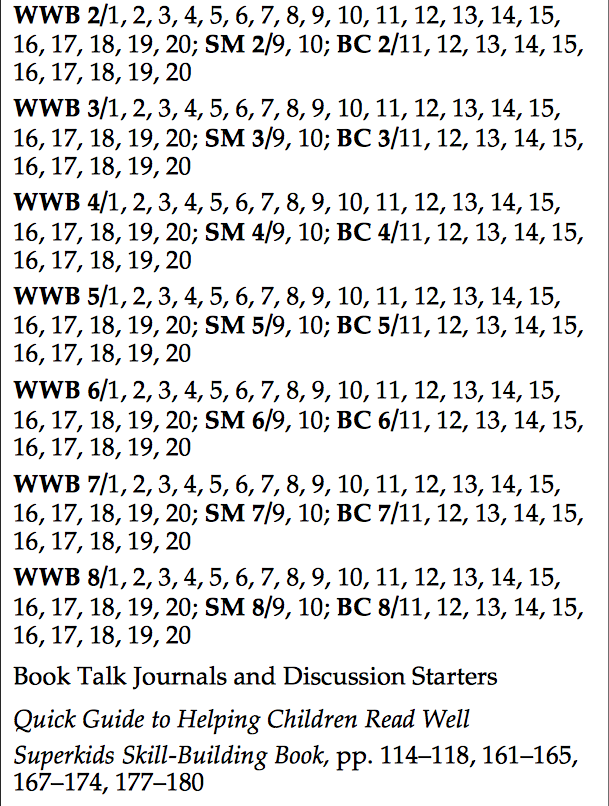 WWB 2/1, 2, 3, 4, 5, 6, 7, 8, 9, 10, 11, 12, 13, 14, 15,
16, 17, 18, 19, 20; SM 2/9, 10; BC 2/11, 12, 13, 14, 15,
16, 17, 18, 19, 20
WWB 3/1, 2, 3, 4, 5, 6, 7, 8, 9, 10, 11, 12, 13, 14, 15,
16, 17, 18, 19, 20; SM 3/9, 10; BC 3/11, 12, 13, 14, 15,
16, 17, 18, 19, 20
WWB 4/1, 2, 3, 4, 5, 6, 7, 8, 9, 10, 11, 12, 13, 14, 15,
16, 17, 18, 19, 20; SM 4/9, 10; BC 4/11, 12, 13, 14, 15,
16, 17, 18, 19, 20
WWB 5/1, 2, 3, 4, 5, 6, 7, 8, 9, 10, 11, 12, 13, 14, 15,
16, 17, 18, 19, 20; SM 5/9, 10; BC 5/11, 12, 13, 14, 15,
16, 17, 18, 19, 20
WWB 6/1, 2, 3, 4, 5, 6, 7, 8, 9, 10, 11, 12, 13, 14, 15,
16, 17, 18, 19, 20; SM 6/9, 10; BC 6/11, 12, 13, 14, 15,
16, 17, 18, 19, 20
WWB 7/1, 2, 3, 4, 5, 6, 7, 8, 9, 10, 11, 12, 13, 14, 15,
16, 17, 18, 19, 20; SM 7/9, 10; BC 7/11, 12, 13, 14, 15,
16, 17, 18, 19, 20
WWB 8/1, 2, 3, 4, 5, 6, 7, 8, 9, 10, 11, 12, 13, 14, 15,
16, 17, 18, 19, 20; SM 8/9, 10; BC 8/11, 12, 13, 14, 15,
16, 17, 18, 19, 20
Book Talk Journals and Discussion Starters
Quick Guide to Helping Children Read Well
Superkids Skill-Building Book, pp. 114–118, 161–165,
167–174, 177–180